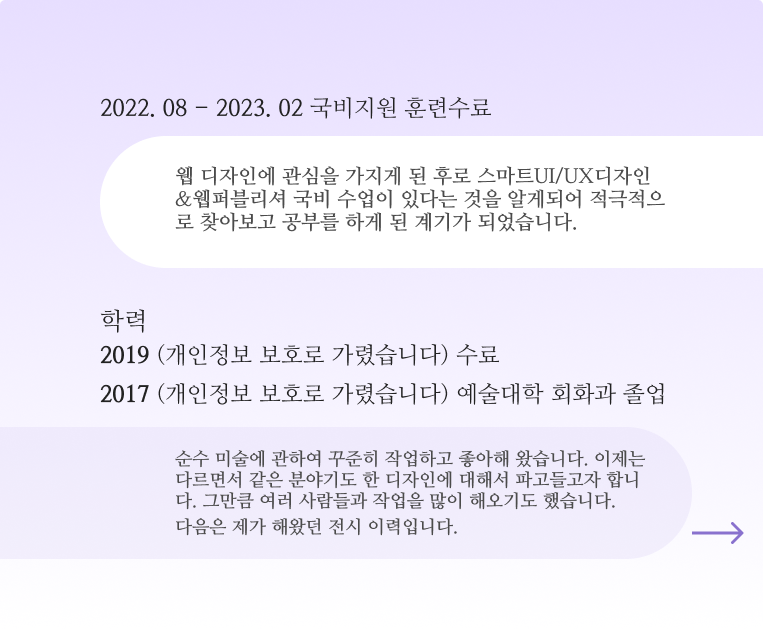 2022. 08 - 2023. 02 국비지원 훈련수료
웹 디자인에 관심을 가지게 된 후로 스마트UI/UX디자인
&웹퍼블리셔 국비 수업이 있다는 것을 알게되어 적극적으
로 찾아보고 공부를 하게 된 계기가 되었습니다.
학력
2019 (개인정보 보호로 가렸습니다) 수료
2017 (개인정보 보호로 가렸습니다) 예술대학 회화과 졸업
순수 미술에 관하여 꾸준히 작업하고 좋아해 왔습니다. 이제는
다르면서 같은 분야기도 한 디자인에 대해서 파고들고자 합니
다. 그만큼 여러 사람들과 작업을 많이 해오기도 했습니다.
다음은 제가 해왔던 전시 이력입니다.